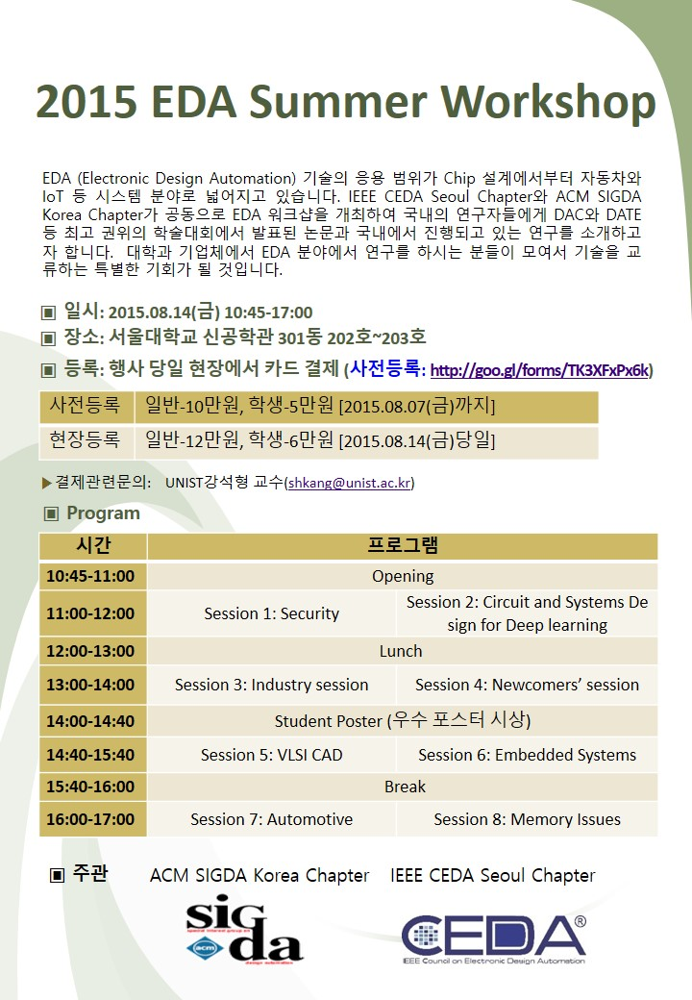 2015 EDA Summer Workshop
EDA (Electronic Design Automation) 기술의 응용 범위가 Chip 설계에서부터 자동차와
IoT 등 시스템 분야로 넓어지고 있습니다. IEEE CEDA Seoul Chapter와 ACM SIGDA
Korea Chapter가 공동으로 EDA 워크샵을 개최하여 국내의 연구자들에게 DAC와 DATE
등 최고 권위의 학술대회에서 발표된 논문과 국내에서 진행되고 있는 연구를 소개하고
자 합니다. 대학과 기업체에서 EDA 분야에서 연구를 하시는 분들이 모여서 기술을 교
류하는 특별한 기회가 될 것입니다.
▣ 일시: 2015.08.14(금) 10:45-17:00
▣ 장소: 서울대학교 신공학관 301동 202호~203호
▣ 등록: 행사 당일 현장에서 카드 결제 (사전등록: http://goo.gl/forms/TK3XFxPx6k)
사전등록 일반-10만원, 학생-5만원 [2015.08.07(금)까지]
현장등록 일반-12만원, 학생-6만원 [2015.08.14(금)당일]
▶결제관련문의: UNIST강석형 교수(shkang@unist.ac.kr)
▣ Program
시간 프로그램
10:45-11:00 Opening
11:00-12:00 Session 1: Security Session 2: Circuit and Systems De
sign for Deep learning
12:00-13:00 Lunch
13:00-14:00 Session 3: Industry session Session 4: Newcomers’ session
14:00-14:40 Student Poster (우수 포스터 시상)
14:40-15:40 Session 5: VLSI CAD Session 6: Embedded Systems
15:40-16:00 Break
16:00-17:00 Session 7: Automotive Session 8: Memory Issues
▣ 주관 ACM SIGDA Korea Chapter IEEE CEDA Seoul Chapter
sigda
special interest group on
acm
design automation
CEDA®
IEEE Council on Electronic Design Automation